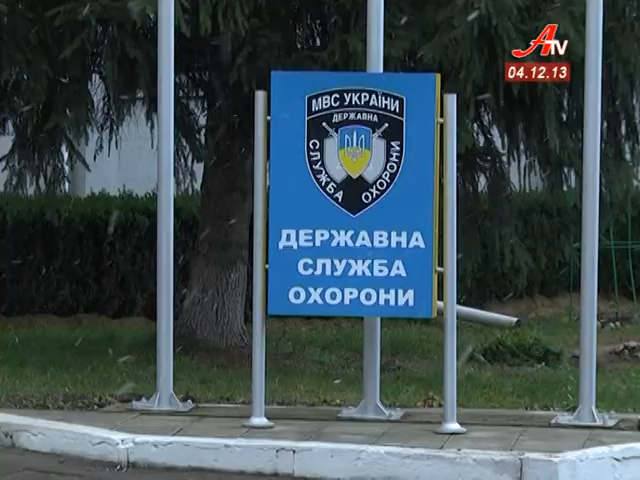 ATV
04.12.13
МВС УКРАЇНИ
ДЕРЖАВНА
СЛУЖБА
ОХОРОНИ
ДЕРЖАВНА
СЛУЖБА
ОХОРОНИ